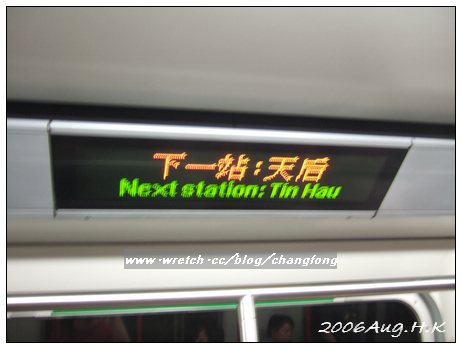 下一站：天后
Next station: Tin Hau
www.wretch.cc/blog/changfong
2006Aug.H.K